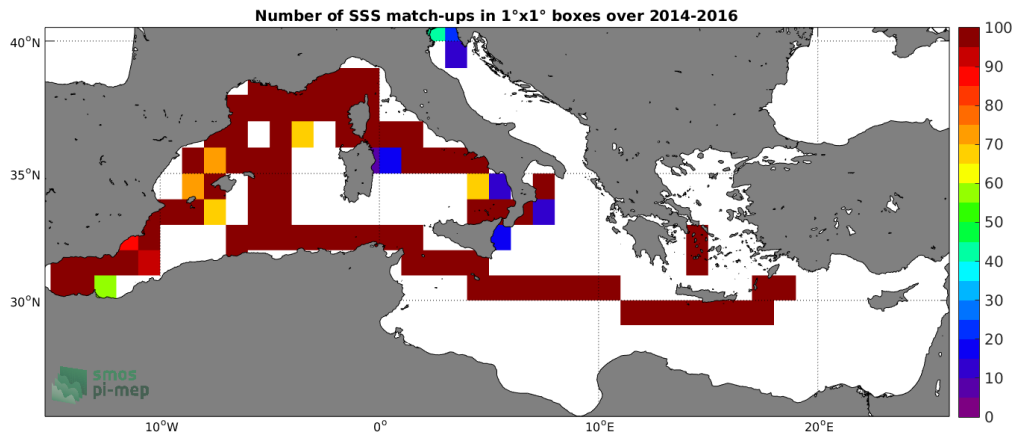 Number of SSS match-ups in 1°x1° boxes over 2014-2016
40°N
35°N
30°N
10°W
0°
10°E
20°E
100
90
80
70
60
50
40
30
20
10
0
smos
pi-mep